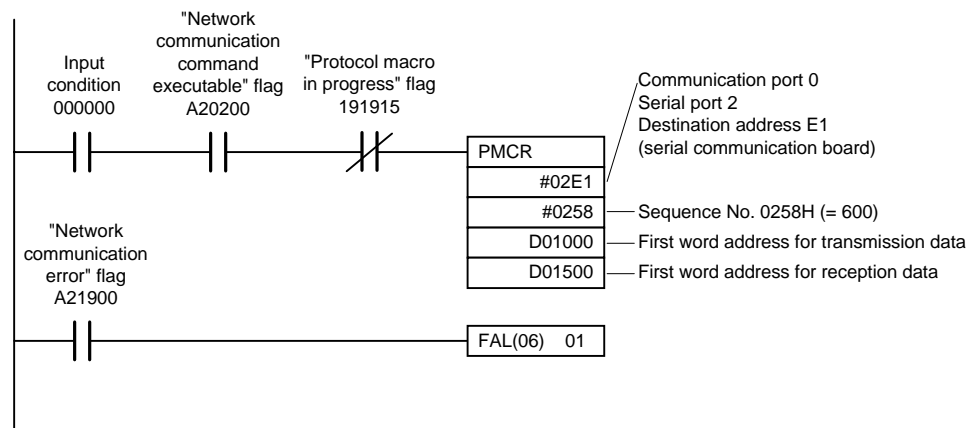 "Network
communication
command
executable" flag
A20200
Input
condition
000000
"Protocol macro
in progress" flag
191915
Communication port 0
Serial port 2
Destination address E1
(serial communication board)
PMCR
#02E1
#0258
Sequence No. 0258H (= 600)
D01000
First word address for transmission data
D01500
First word address for reception data
"Network
communication
error" flag
A21900
FAL(06) 01